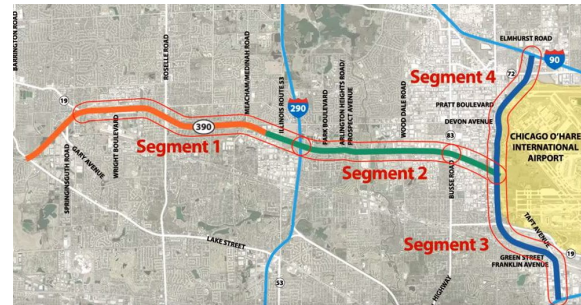 BARRINGTON ROAD
19
SPRINGINSGUTH ROAD
GARY AVENUE
WRIGHT BOULEVARD
ROSELLE ROAD
Segment 1
390
MEACHAM/MEDINAH ROAD
ILLINOIS ROUTE 53
290
PARK BOULEVARD
ARLINGTON HEIGHTS ROAD/
PROSPECT AVENUE
Segment 2
WOOD DALE ROAD
83
BUSSE ROAD
Segment 4
72
ELMHURST ROAD
90
PRATT BOULEVARD
DEVON AVENUE
CHICAGO O'HARE
INTERNATIONAL
AIRPORT
TAFT AVENUE
Segment 3
GREEN STREET
FRANKLIN AVENUE
19
LAKE STREET
53
HIGHWAY